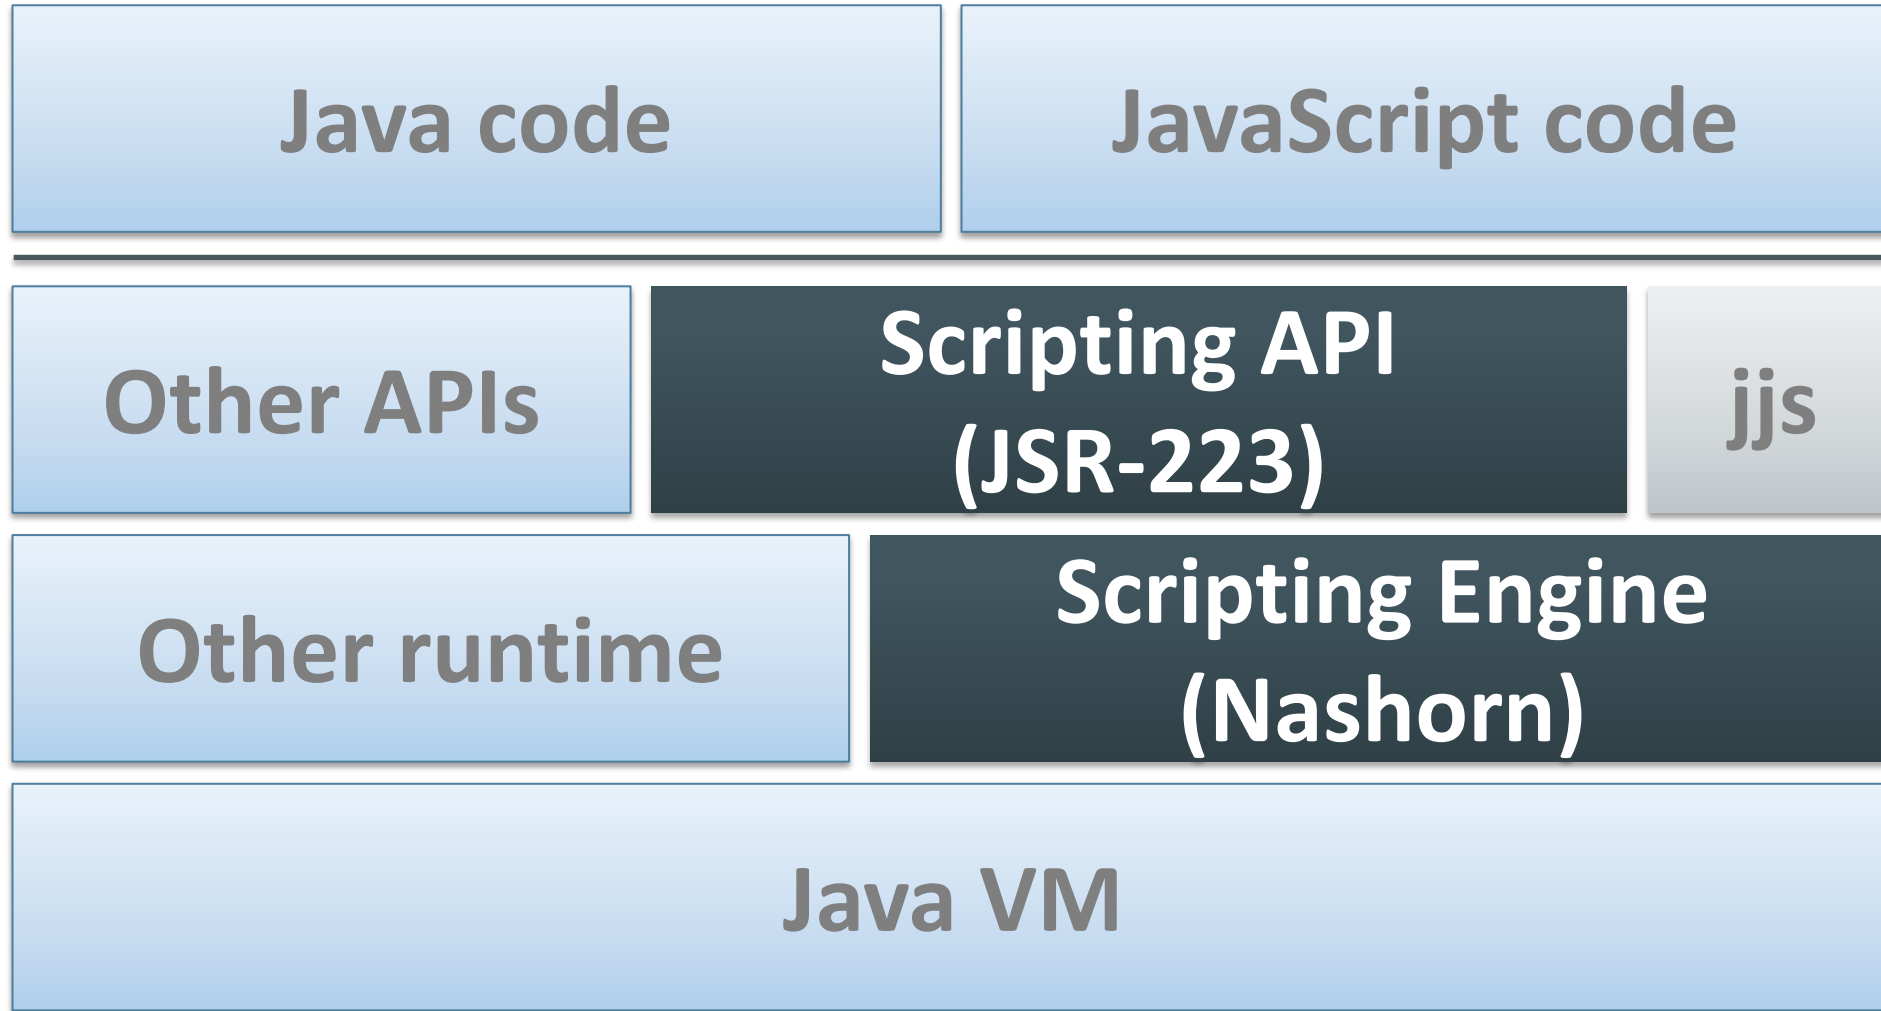 Java code
JavaScript code
Other APIs
Scripting API
(JSR-223)
jjs
Other runtime
Scripting Engine
(Nashorn)
Java VM